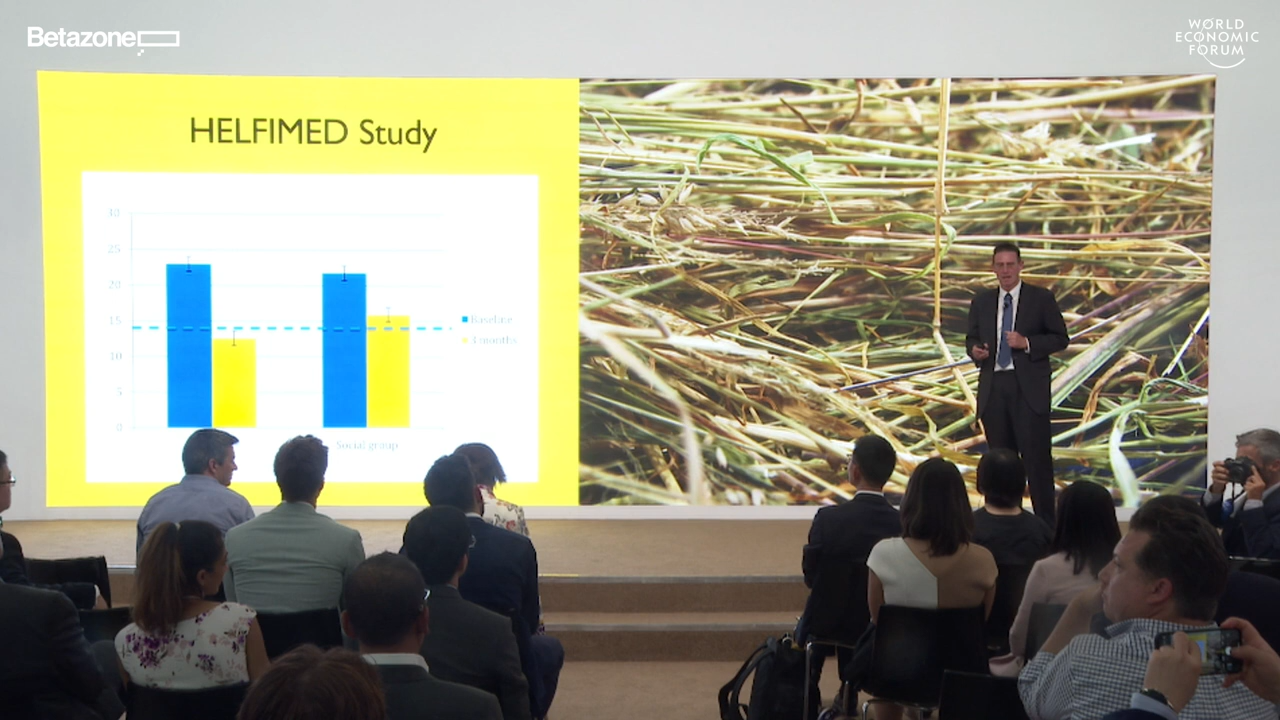 Betazone
WORLD
ECONOMIC
FORUM
HELFIMED Study
30
25
20
15
10
5
0
Baseline
3 months
Social group